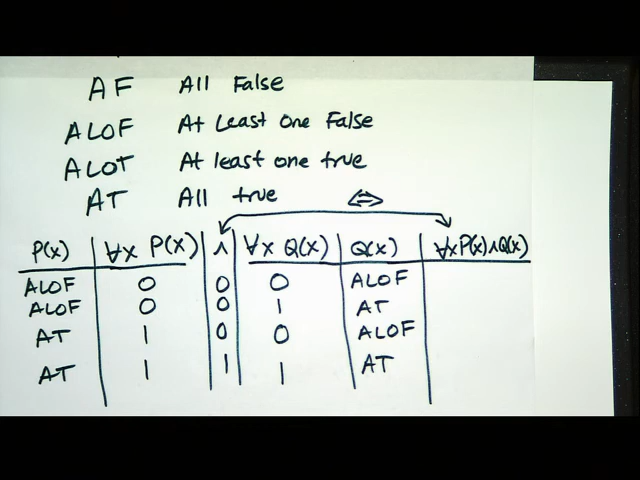 AF All False
ALOF At Least One False
ALOT At least one true
AT All true ⇔
P(x) ∀x P(x) ∧ ∀x Q(x) Q(x) ∀x P(x)∧Q(x)
ALOF 0 0 0 ALOF
ALOF 0 0 1 AT
AT 1 0 0 ALOF
AT 1 1 1 AT